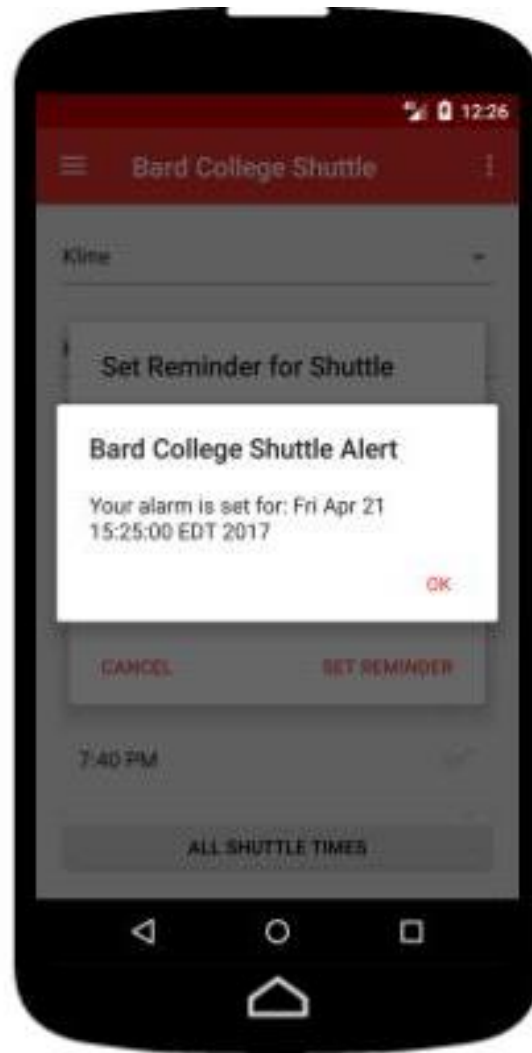 12:26
Bard College Shuttle
Kline
Set Reminder for Shuttle
Bard College Shuttle Alert
Your alarm is set for: Fri Apr 21
15:25:00 EDT 2017
OK
CANCEL SET REMINDER
7:40 PM
ALL SHUTTLE TIMES